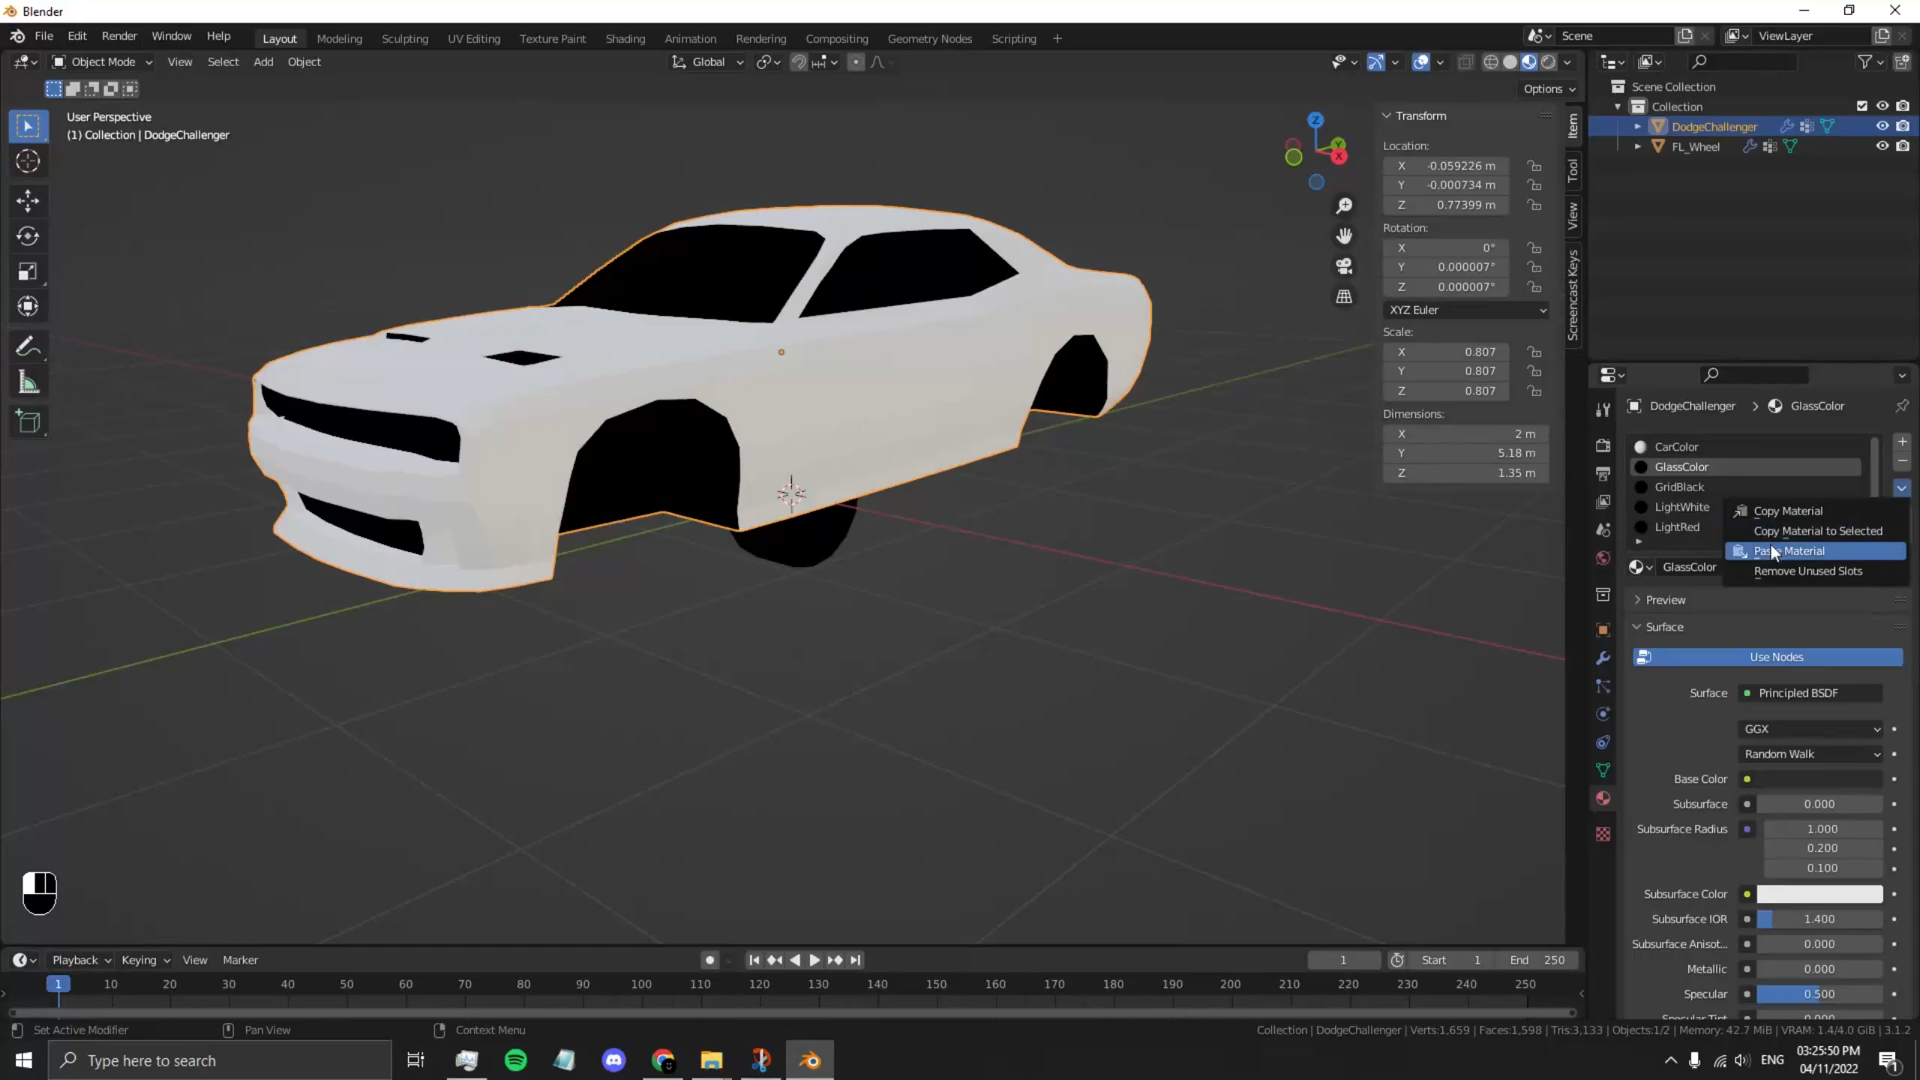 Blender
File Edit Render Window Help
Layout Modeling Sculpting UV Editing Texture Paint Shading Animation Rendering Compositing Geometry Nodes Scripting +
Scene ViewLayer
Object Mode View Select Add Object Global
Options
User Perspective
(1) Collection | DodgeChallenger
Z
Y
X
Transform
Location:
X -0.059226 m
Y -0.000734 m
Z 0.77399 m
Rotation:
X 0°
Y 0.000007°
Z 0.000007°
XYZ Euler
Scale:
X 0.807
Y 0.807
Z 0.807
Dimensions:
X 2 m
Y 5.18 m
Z 1.35 m
Item
Tool
View
Screencast Keys
Scene Collection
Collection
DodgeChallenger
FL_Wheel
DodgeChallenger > GlassColor
CarColor
GlassColor
GridBlack
LightWhite
LightRed
Copy Material
Copy Material to Selected
Material
Remove Unused Slots
GlassColor
Preview
Surface
Use Nodes
Surface Principled BSDF
GGX
Random Walk
Base Color
Subsurface 0.000
Subsurface Radius 1.000
0.200
0.100
Subsurface Color
Subsurface IOR 1.400
Subsurface Anisot... 0.000
Metallic 0.000
Specular 0.500
Playback Keying View Marker
1 Start 1 End 250
1 10 20 30 40 50 60 70 80 90 100 110 120 130 140 150 160 170 180 190 200 210 220 230 240 250
Set Active Modifier Pan View Context Menu
Collection | DodgeChallenger | Verts:1,659 | Faces:1,598 | Tris:3,133 | Objects:1/2 | Memory: 42.7 MiB | VRAM: 1.4/4.0 GiB | 3.1.2
Type here to search
ENG
03:25:50 PM
04/11/2022
1